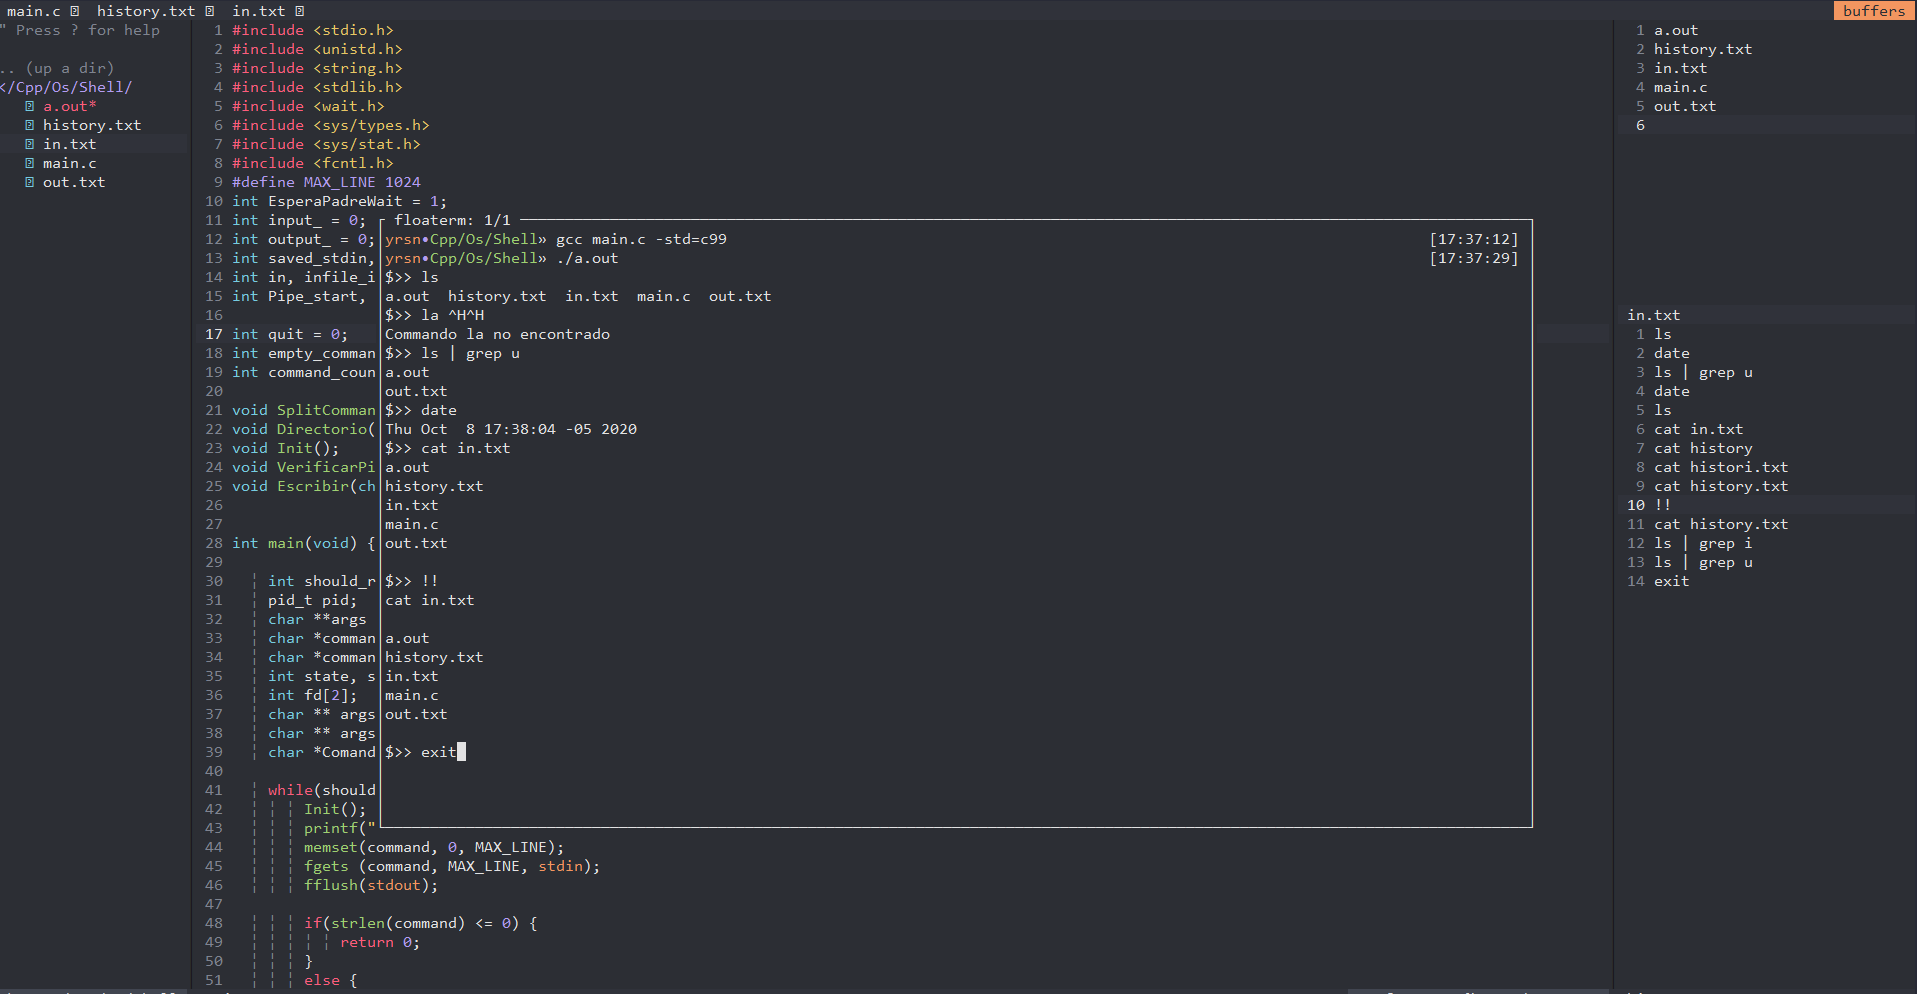 main.c history.txt in.txt buffers
" Press ? for help
.. (up a dir)
</Cpp/Os/Shell/
a.out*
history.txt
in.txt
main.c
out.txt
1 #include <stdio.h>
2 #include <unistd.h>
3 #include <string.h>
4 #include <stdlib.h>
5 #include <wait.h>
6 #include <sys/types.h>
7 #include <sys/stat.h>
8 #include <fcntl.h>
9 #define MAX_LINE 1024
10 int EsperaPadreWait = 1;
11 int input_ = 0;
12 int output_ = 0;
13 int saved_stdin,
14 int in, infile_i
15 int Pipe_start,
16
17 int quit = 0;
18 int empty_comman
19 int command_coun
20
21 void SplitComman
22 void Directorio(
23 void Init();
24 void VerificarPi
25 void Escribir(ch
26
27
28 int main(void) {
29
30 int should_r
31 pid_t pid;
32 char **args
33 char *comman
34 char *comman
35 int state, s
36 int fd[2];
37 char ** args
38 char ** args
39 char *Comand
40
41 while(should
42 Init();
43 printf("
44 memset(command, 0, MAX_LINE);
45 fgets (command, MAX_LINE, stdin);
46 fflush(stdout);
47
48 if(strlen(command) <= 0) {
49 return 0;
50 }
51 else {
floaterm: 1/1
yrsn•Cpp/Os/Shell» gcc main.c -std=c99 [17:37:12]
yrsn•Cpp/Os/Shell» ./a.out [17:37:29]
$>> ls
a.out history.txt in.txt main.c out.txt
$>> la ^H^H
Commando la no encontrado
$>> ls | grep u
a.out
out.txt
$>> date
Thu Oct 8 17:38:04 -05 2020
$>> cat in.txt
a.out
history.txt
in.txt
main.c
out.txt
$>> !!
cat in.txt
a.out
history.txt
in.txt
main.c
out.txt
$>> exit
1 a.out
2 history.txt
3 in.txt
4 main.c
5 out.txt
6
in.txt
1 ls
2 date
3 ls | grep u
4 date
5 ls
6 cat in.txt
7 cat history
8 cat histori.txt
9 cat history.txt
10 !!
11 cat history.txt
12 ls | grep i
13 ls | grep u
14 exit